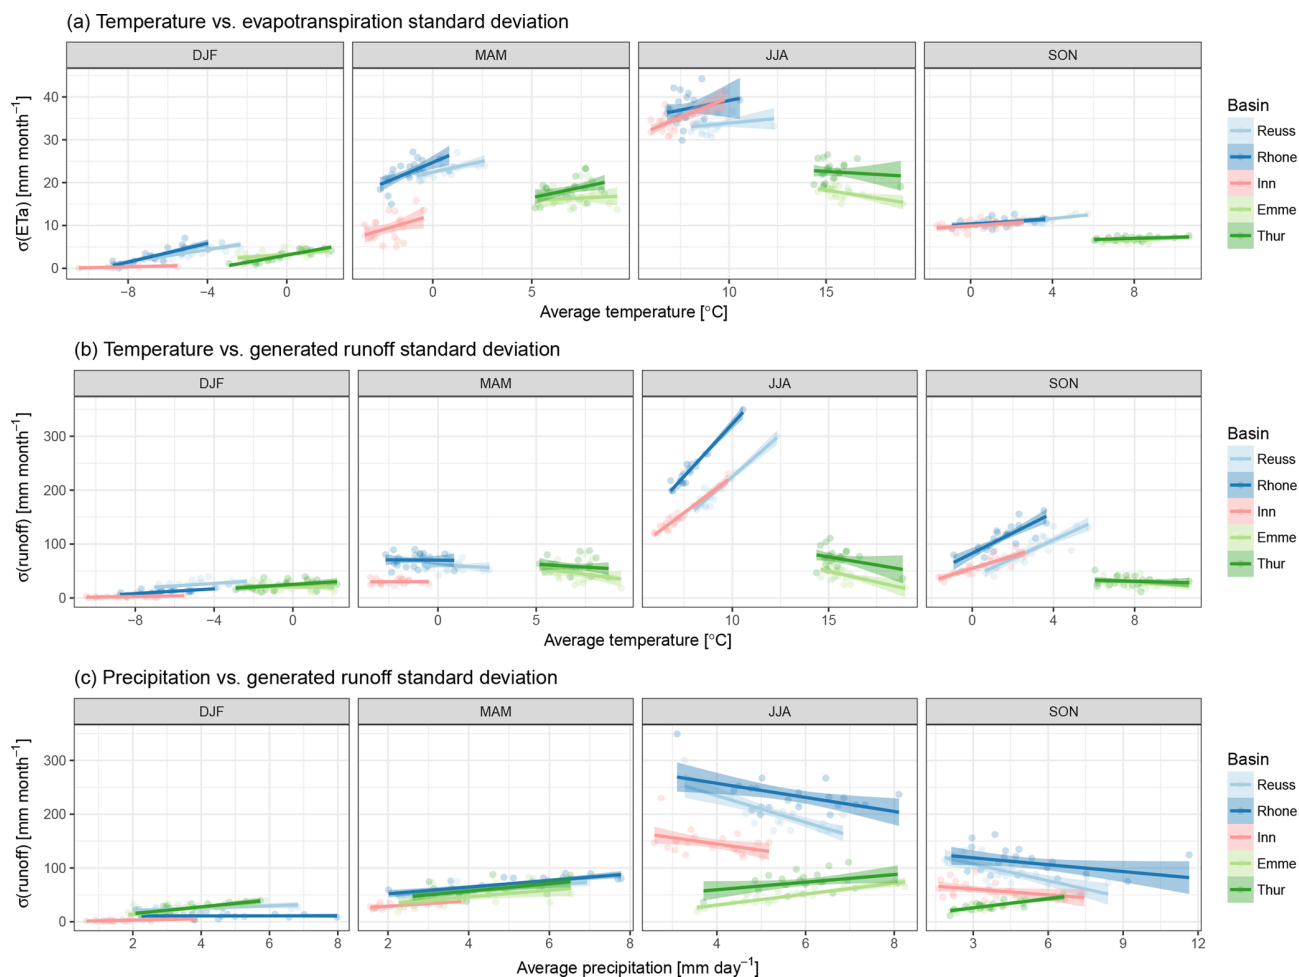 (a) Temperature vs. evapotranspiration standard deviation
DJF MAM JJA SON
σ(ETa) [mm month⁻¹]
40
30
20
10
0
−8 −4 0 0 5 10 15 0 4 8
Average temperature [°C]
Basin
Reuss
Rhone
Inn
Emme
Thur
(b) Temperature vs. generated runoff standard deviation
DJF MAM JJA SON
σ(runoff) [mm month⁻¹]
300
200
100
0
−8 −4 0 0 5 10 15 0 4 8
Average temperature [°C]
Basin
Reuss
Rhone
Inn
Emme
Thur
(c) Precipitation vs. generated runoff standard deviation
DJF MAM JJA SON
σ(runoff) [mm month⁻¹]
300
200
100
0
2 4 6 8 2 4 6 8 4 6 8 3 6 9 12
Average precipitation [mm day⁻¹]
Basin
Reuss
Rhone
Inn
Emme
Thur